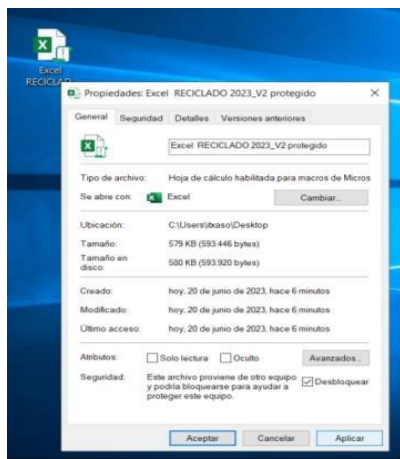 Excel
RECICLAD
Propiedades: Excel RECICLADO 2023_V2 protegido
General Seguridad Detalles Versiones anteriores
Excel RECICLADO 2023_V2 protegido
Tipo de archivo: Hoja de cálculo habilitada para macros de Micros
Se abre con: Excel Cambiar...
Ubicación: C:\Users\itxaso\Desktop
Tamaño: 579 KB (593.446 bytes)
Tamaño en
disco: 580 KB (593.920 bytes)
Creado: hoy, 20 de junio de 2023, hace 6 minutos
Modificado: hoy, 20 de junio de 2023, hace 6 minutos
Último acceso: hoy, 20 de junio de 2023, hace 6 minutos
Atributos: Solo lectura Oculto Avanzados...
Seguridad: Este archivo proviene de otro equipo
y podría bloquearse para ayudar a
proteger este equipo.
Desbloquear
Aceptar Cancelar Aplicar